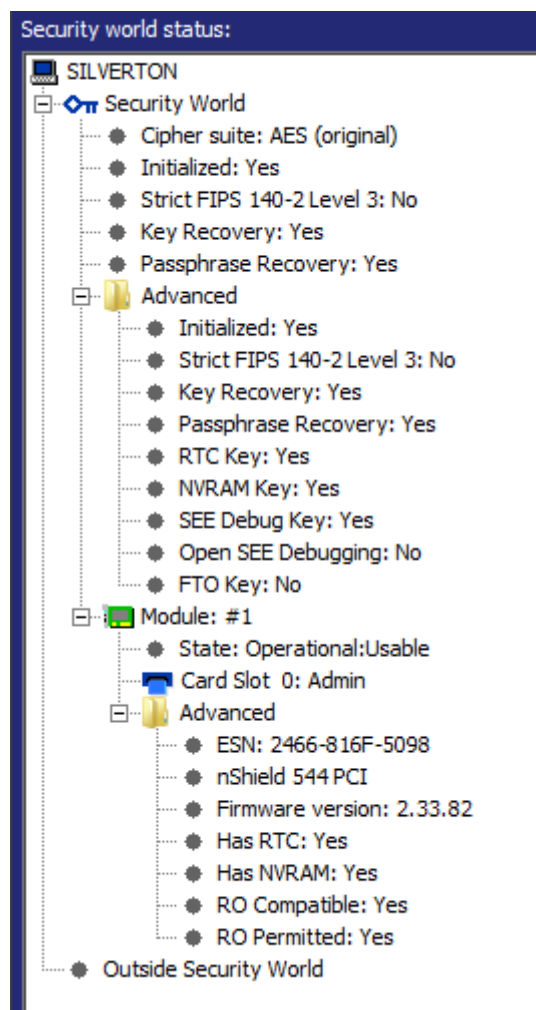 Security world status:
SILVERTON
Security World
Cipher suite: AES (original)
Initialized: Yes
Strict FIPS 140-2 Level 3: No
Key Recovery: Yes
Passphrase Recovery: Yes
Advanced
Initialized: Yes
Strict FIPS 140-2 Level 3: No
Key Recovery: Yes
Passphrase Recovery: Yes
RTC Key: Yes
NVRAM Key: Yes
SEE Debug Key: Yes
Open SEE Debugging: No
FTO Key: No
Module: #1
State: Operational:Usable
Card Slot 0: Admin
Advanced
ESN: 2466-816F-5098
nShield 544 PCI
Firmware version: 2.33.82
Has RTC: Yes
Has NVRAM: Yes
RO Compatible: Yes
RO Permitted: Yes
Outside Security World